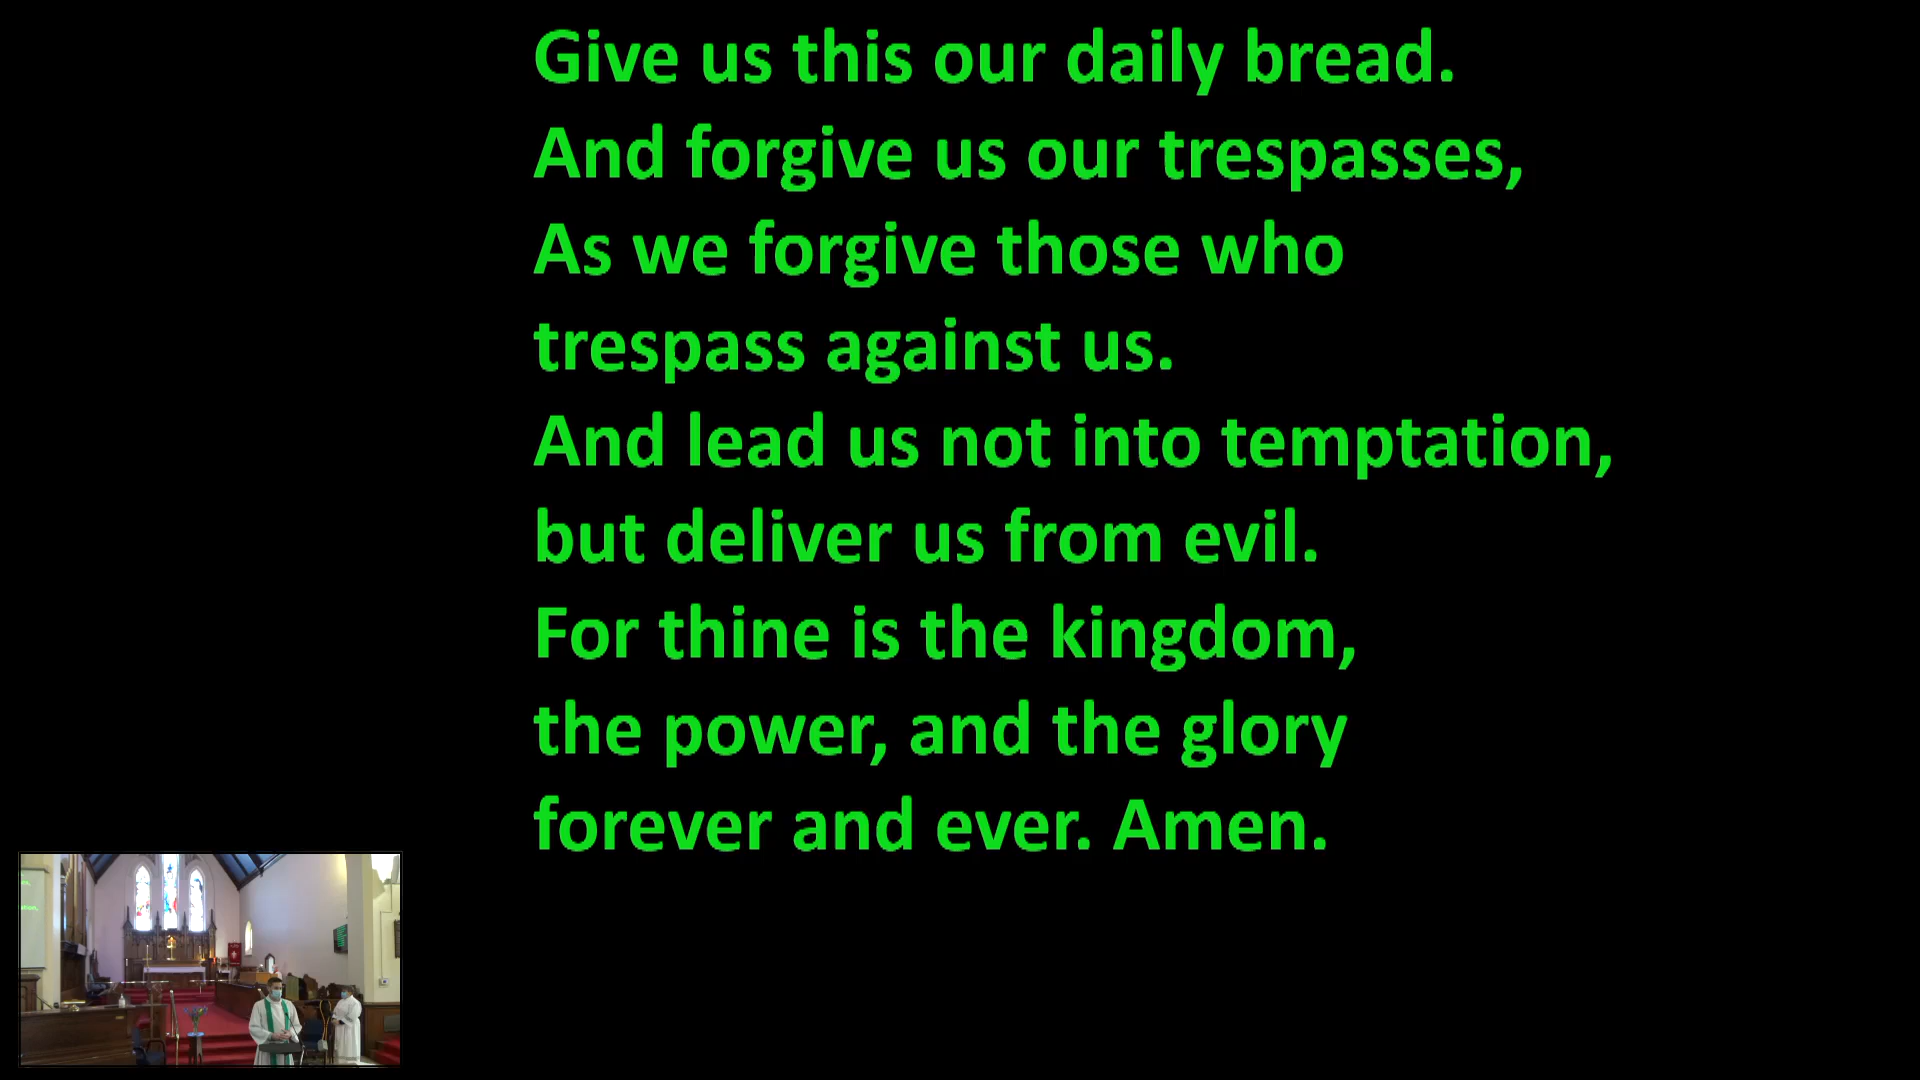 Give us this our daily bread.
And forgive us our trespasses,
As we forgive those who
trespass against us.
And lead us not into temptation,
but deliver us from evil.
For thine is the kingdom,
the power, and the glory
forever and ever. Amen.